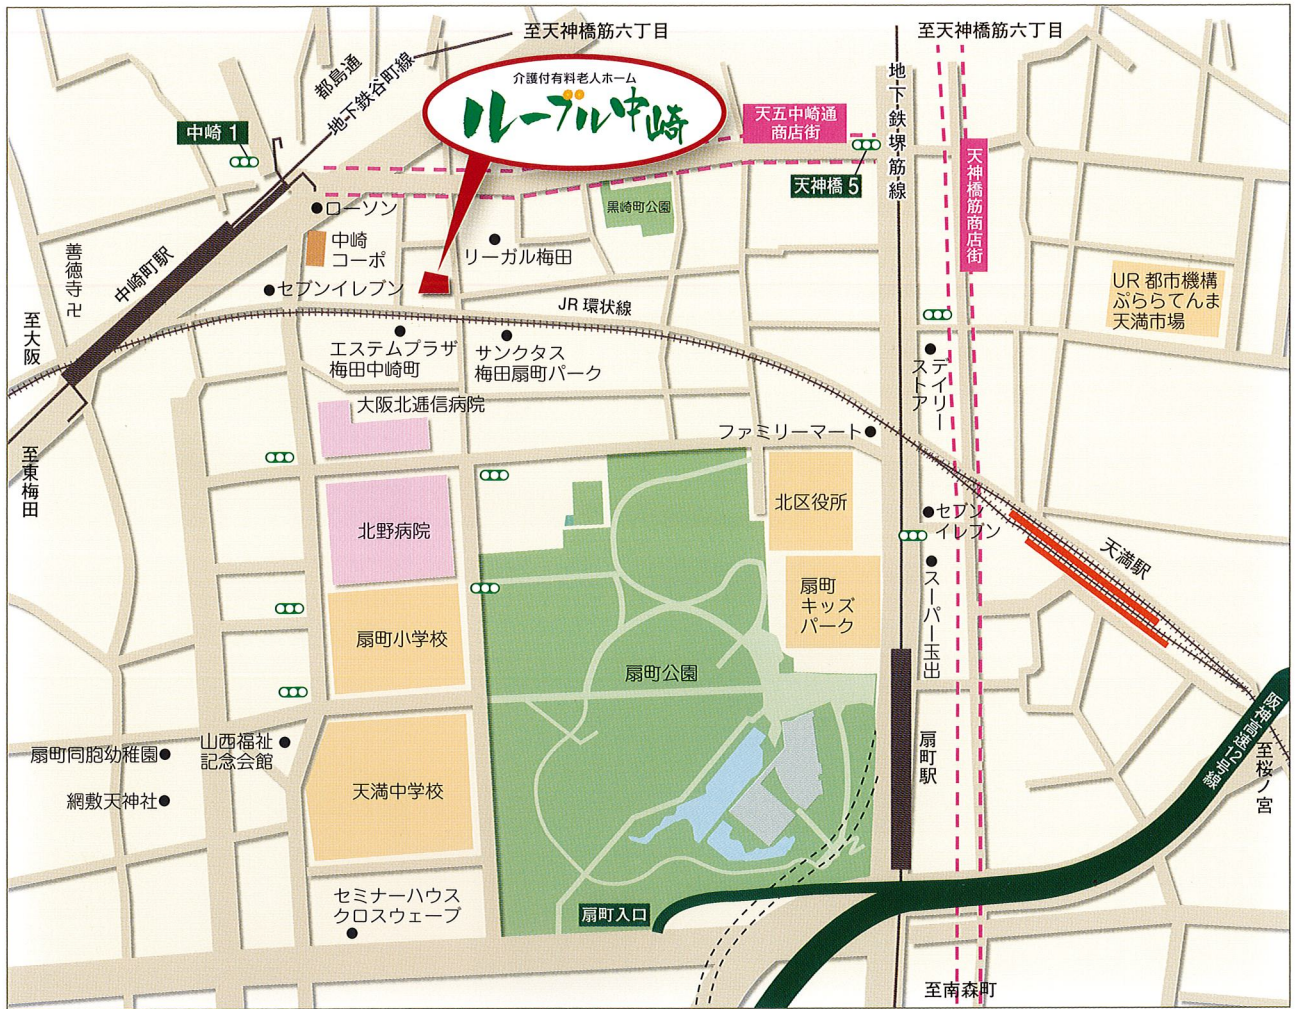 至天神橋筋六丁目
至天神橋筋六丁目
都島通
地下鉄谷町線
介護付有料老人ホーム
ルーブル中崎
地下鉄堺筋線
天五中崎通
商店街
中崎 1
天神橋 5
天神橋筋商店街
ローソン
黒崎町公園
中崎
コーポ
リーガル梅田
善徳寺卍
中崎町駅
セブンイレブン
JR 環状線
UR 都市機構
ぷららてんま
天満市場
至大阪
エステムプラザ
梅田中崎町
サンクタス
梅田扇町パーク
デイリー
ストア
大阪北逓信病院
ファミリーマート
至東梅田
北野病院
北区役所
セブン
イレブン
天満駅
扇町
キッズ
パーク
スーパー玉出
扇町小学校
扇町公園
阪神高速12号線
扇町駅
至桜ノ宮
山西福祉
記念会館
扇町同胞幼稚園
網敷天神社
天満中学校
セミナーハウス
クロスウェーブ
扇町入口
至南森町